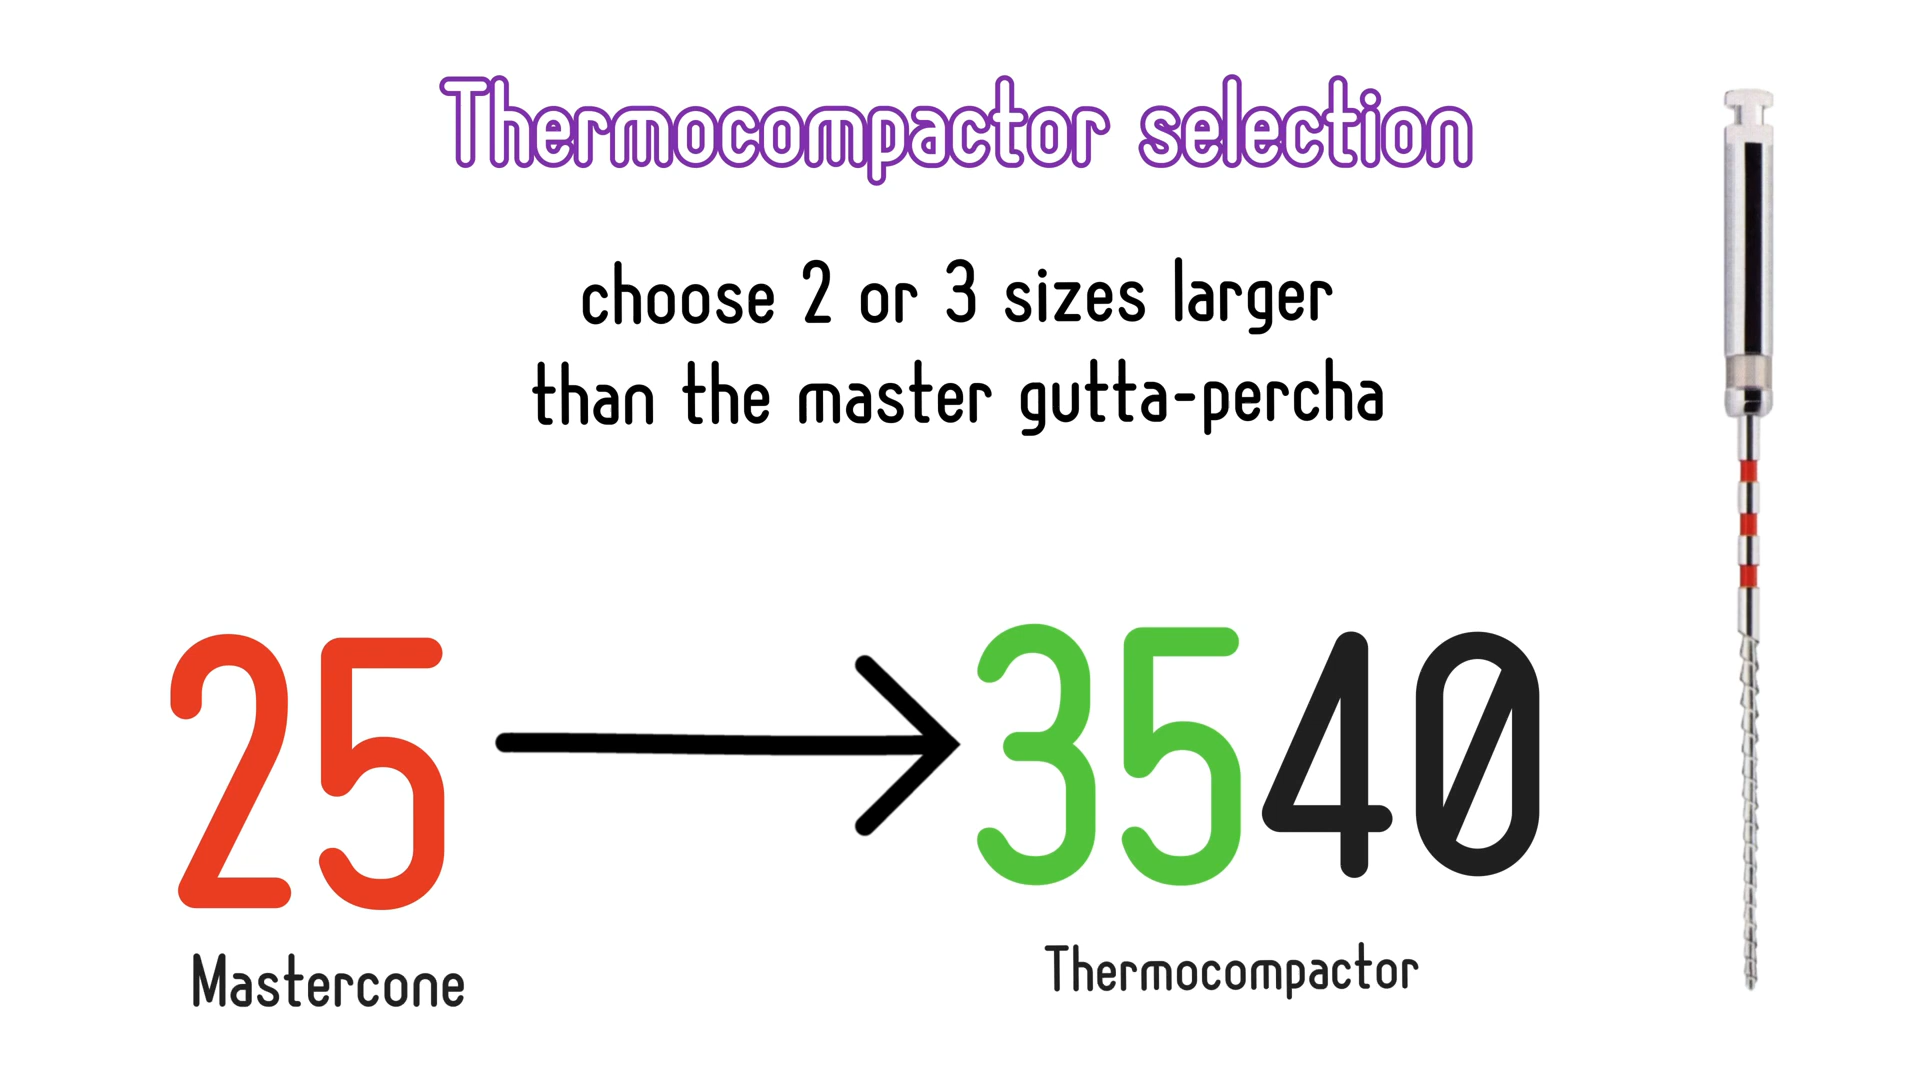 Thermocompactor selection
choose 2 or 3 sizes larger
than the master gutta-percha
25
3540
Mastercone
Thermocompactor